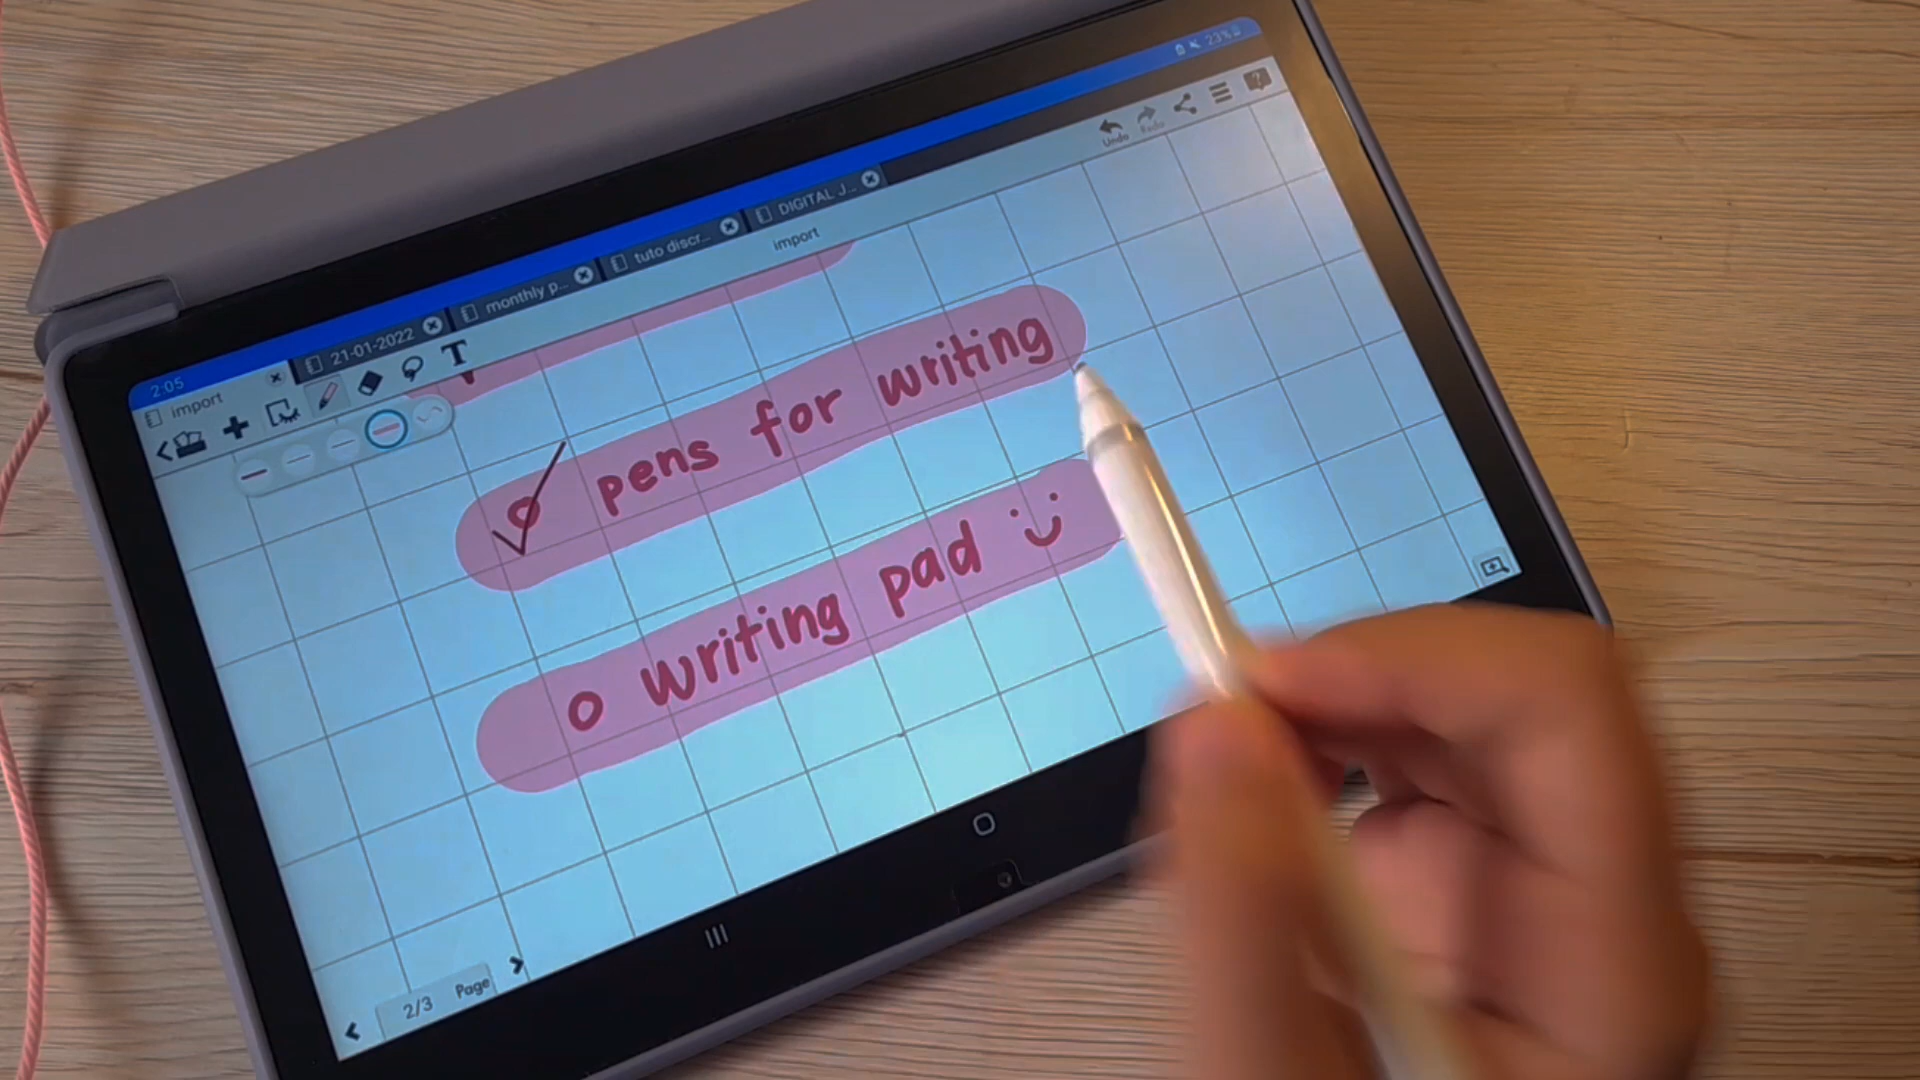 23%
2:05
import
21-01-2022
monthly p...
tuto discr...
DIGITAL J...
import
Undo
Redo
T
pens for writing
writing pad
2/3
Page